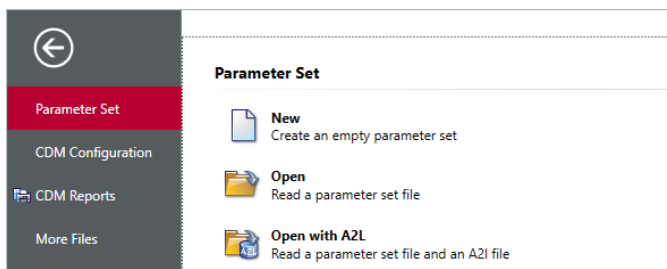 Parameter Set
CDM Configuration
CDM Reports
More Files
Parameter Set
New
Create an empty parameter set
Open
Read a parameter set file
Open with A2L
Read a parameter set file and an A2l file